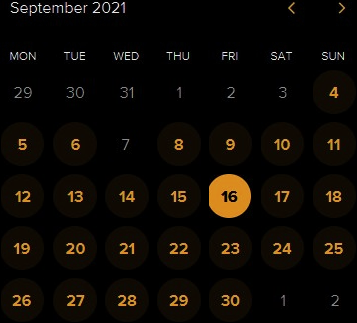 September 2021 < >
MON TUE WED THU FRI SAT SUN
29 30 31 1 2 3 4
5 6 7 8 9 10 11
12 13 14 15 16 17 18
19 20 21 22 23 24 25
26 27 28 29 30 1 2